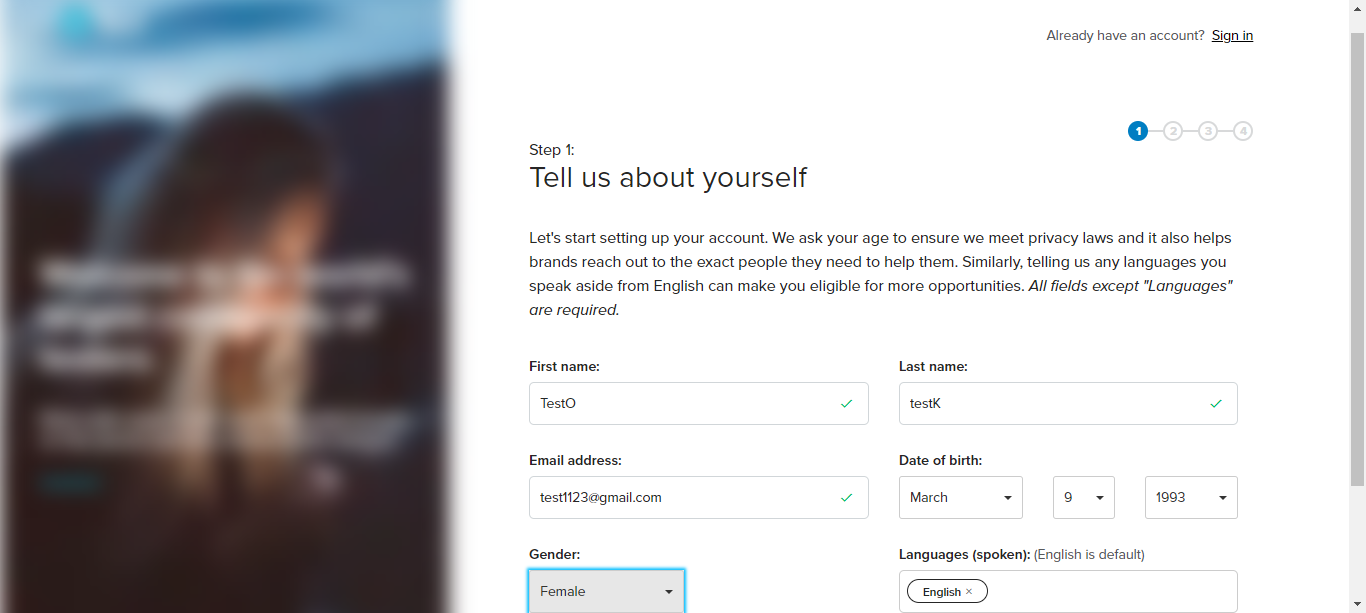 Already have an account? Sign in
1 2 3 4
Step 1:
Tell us about yourself
Let's start setting up your account. We ask your age to ensure we meet privacy laws and it also helps
brands reach out to the exact people they need to help them. Similarly, telling us any languages you
speak aside from English can make you eligible for more opportunities. All fields except "Languages"
are required.
First name: Last name:
TestO testK
Email address: Date of birth:
test1123@gmail.com March 9 1993
Gender: Languages (spoken): (English is default)
Female English ×